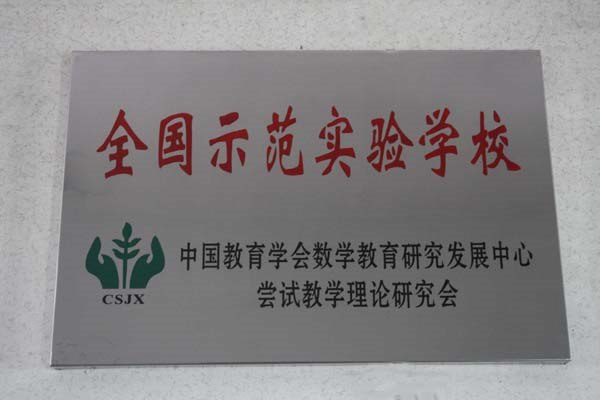 全国示范实验学校
中国教育学会数学教育研究发展中心
尝试教学理论研究会
CSJX